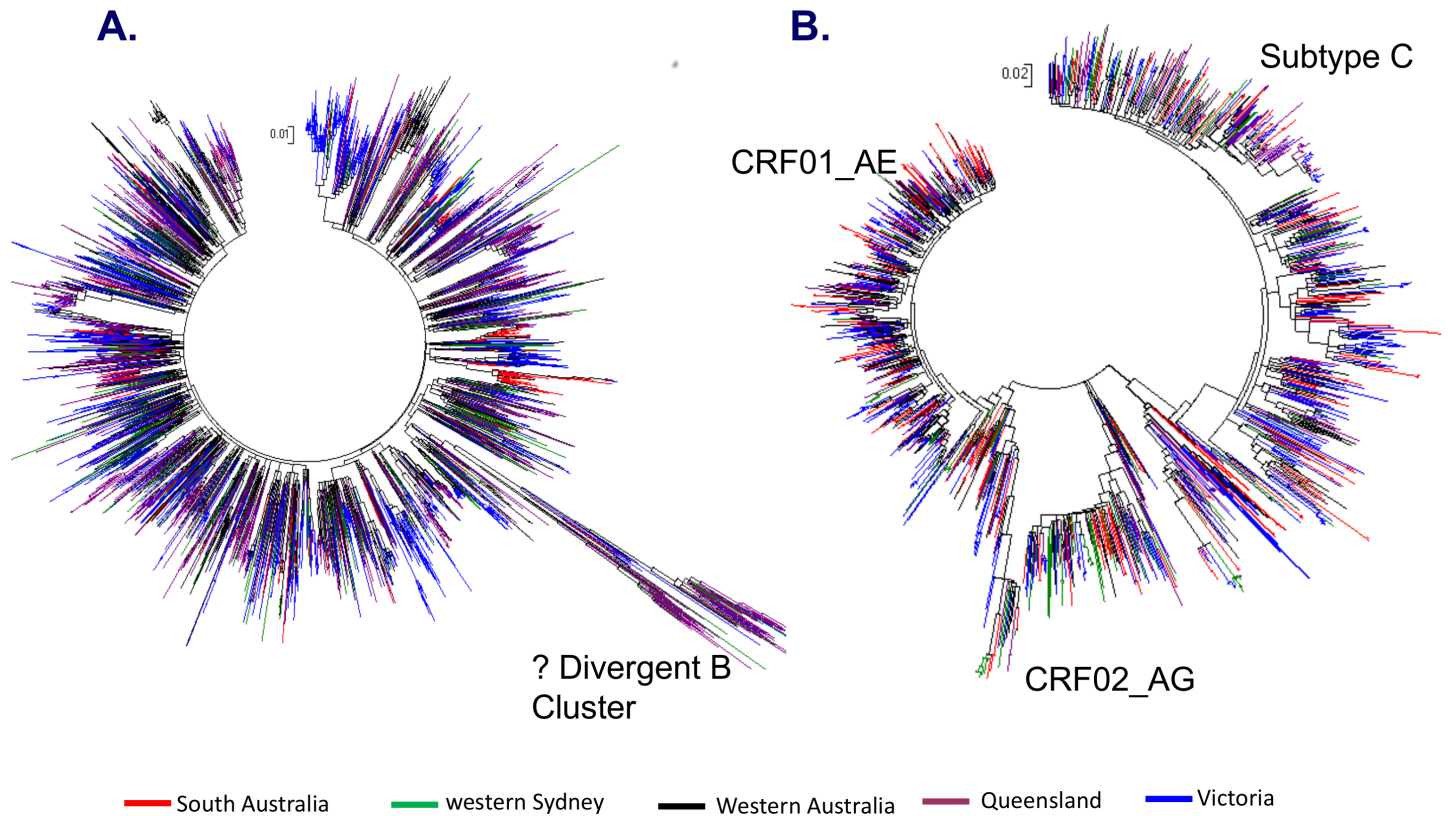 A.
B.
Subtype C
0.02
0.01
CRF01_AE
? Divergent B
Cluster
CRF02_AG
South Australia
western Sydney
Western Australia
Queensland
Victoria